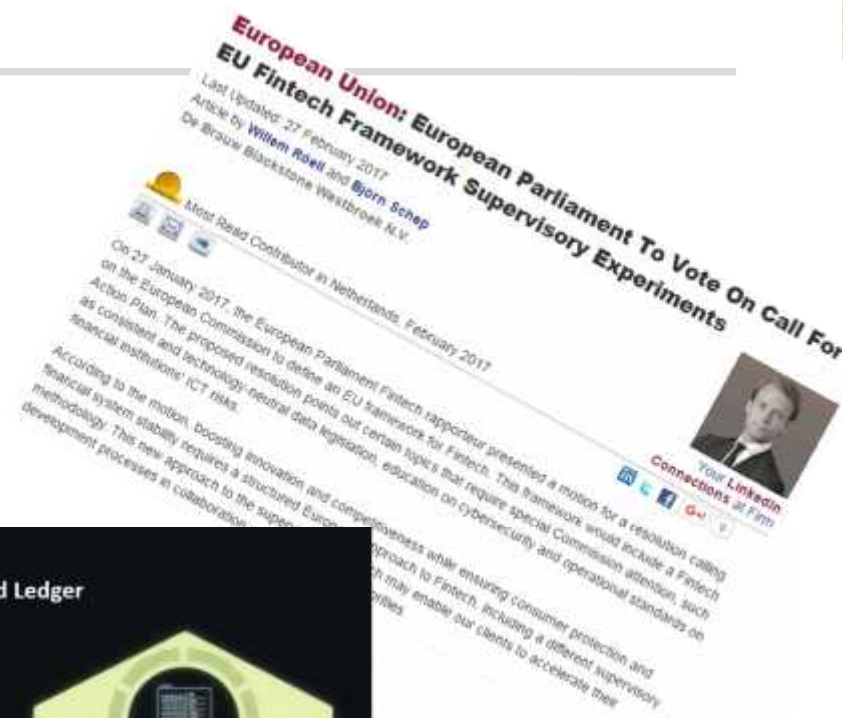 European Union: European Parliament To Vote On Call For
EU Fintech Framework Supervisory Experiments
Last Updated: 27 February 2017
Article by Willem Röell and Bjorn Schep
De Brauw Blackstone Westbroek N.V.
Most Read Contributor in Netherlands, February 2017
Your LinkedIn
Connections at Firm
On 27 January 2017, the European Parliament Fintech rapporteur presented a motion for a resolution calling
on the European Commission to define an EU framework for Fintech. This framework would include a Fintech
Action Plan. The proposed resolution points out certain topics that require special Commission attention, such
as consistent and technology-neutral data legislation, education on cybersecurity and operational standards on
financial institutions' ICT risks.
According to the motion, boosting innovation and competitiveness while ensuring consumer protection and
financial system stability requires a structured approach to Fintech, including a different supervisory
methodology. This new approach to the may enable our clients to accelerate their
development processes in collaboration
d Ledger